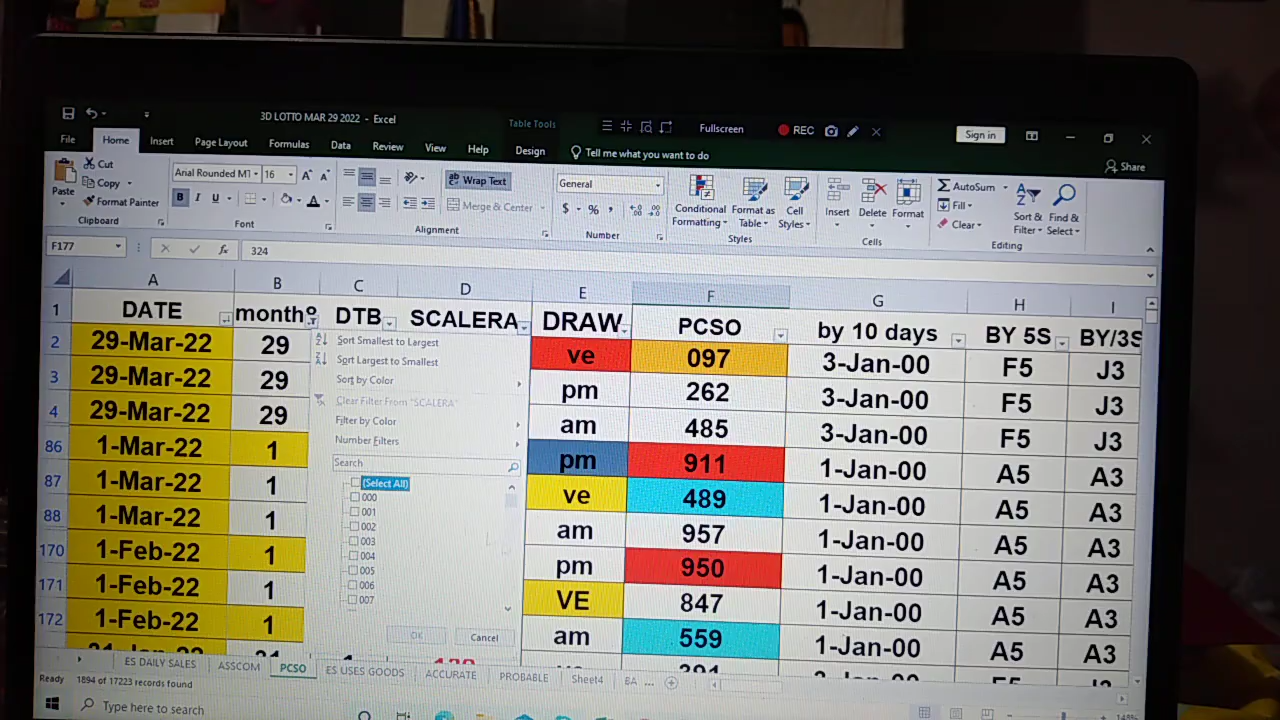 3D LOTTO MAR 29 2022 - Excel
Table Tools
Fullscreen
REC
Sign in
File Home Insert Page Layout Formulas Data Review View Help Design Tell me what you want to do
Share
Paste
Cut
Copy
Format Painter
Clipboard
16
B I U
Font
Wrap Text
Merge & Center
Alignment
General
$ % ,
Number
Conditional Formatting
Format as Table
Cell Styles
Styles
Insert Delete Format
Cells
AutoSum
Fill
Clear
Sort & Filter
Find & Select
Editing
F177 fx 324
A B C D E F G H I
1 DATE DTB SCALERA DRAW PCSO by 10 days BY 5S BY/3S
2 29-Mar-22 29 ve 097 3-Jan-00 F5 J3
3 29-Mar-22 29 pm 262 3-Jan-00 F5 J3
4 29-Mar-22 29 am 485 3-Jan-00 F5 J3
86 1-Mar-22 1 pm 911 1-Jan-00 A5 A3
87 1-Mar-22 1 ve 489 1-Jan-00 A5 A3
88 1-Mar-22 1 am 957 1-Jan-00 A5 A3
170 1-Feb-22 1 pm 950 1-Jan-00 A5 A3
171 1-Feb-22 1 VE 847 1-Jan-00 A5 A3
172 1-Feb-22 1 am 559 1-Jan-00 A5 A3
Sort Smallest to Largest
Sort Largest to Smallest
Sort by Color
Clear Filter From "SCALERA"
Filter by Color
Number Filters
Search
(Select All)
000
001
002
003
004
005
006
007
OK Cancel
ES DAILY SALES ASSCOM PCSO ES USES GOODS ACCURATE PROBABLE Sheet4 BA ...
Ready 1894 of 17223 records found
Type here to search